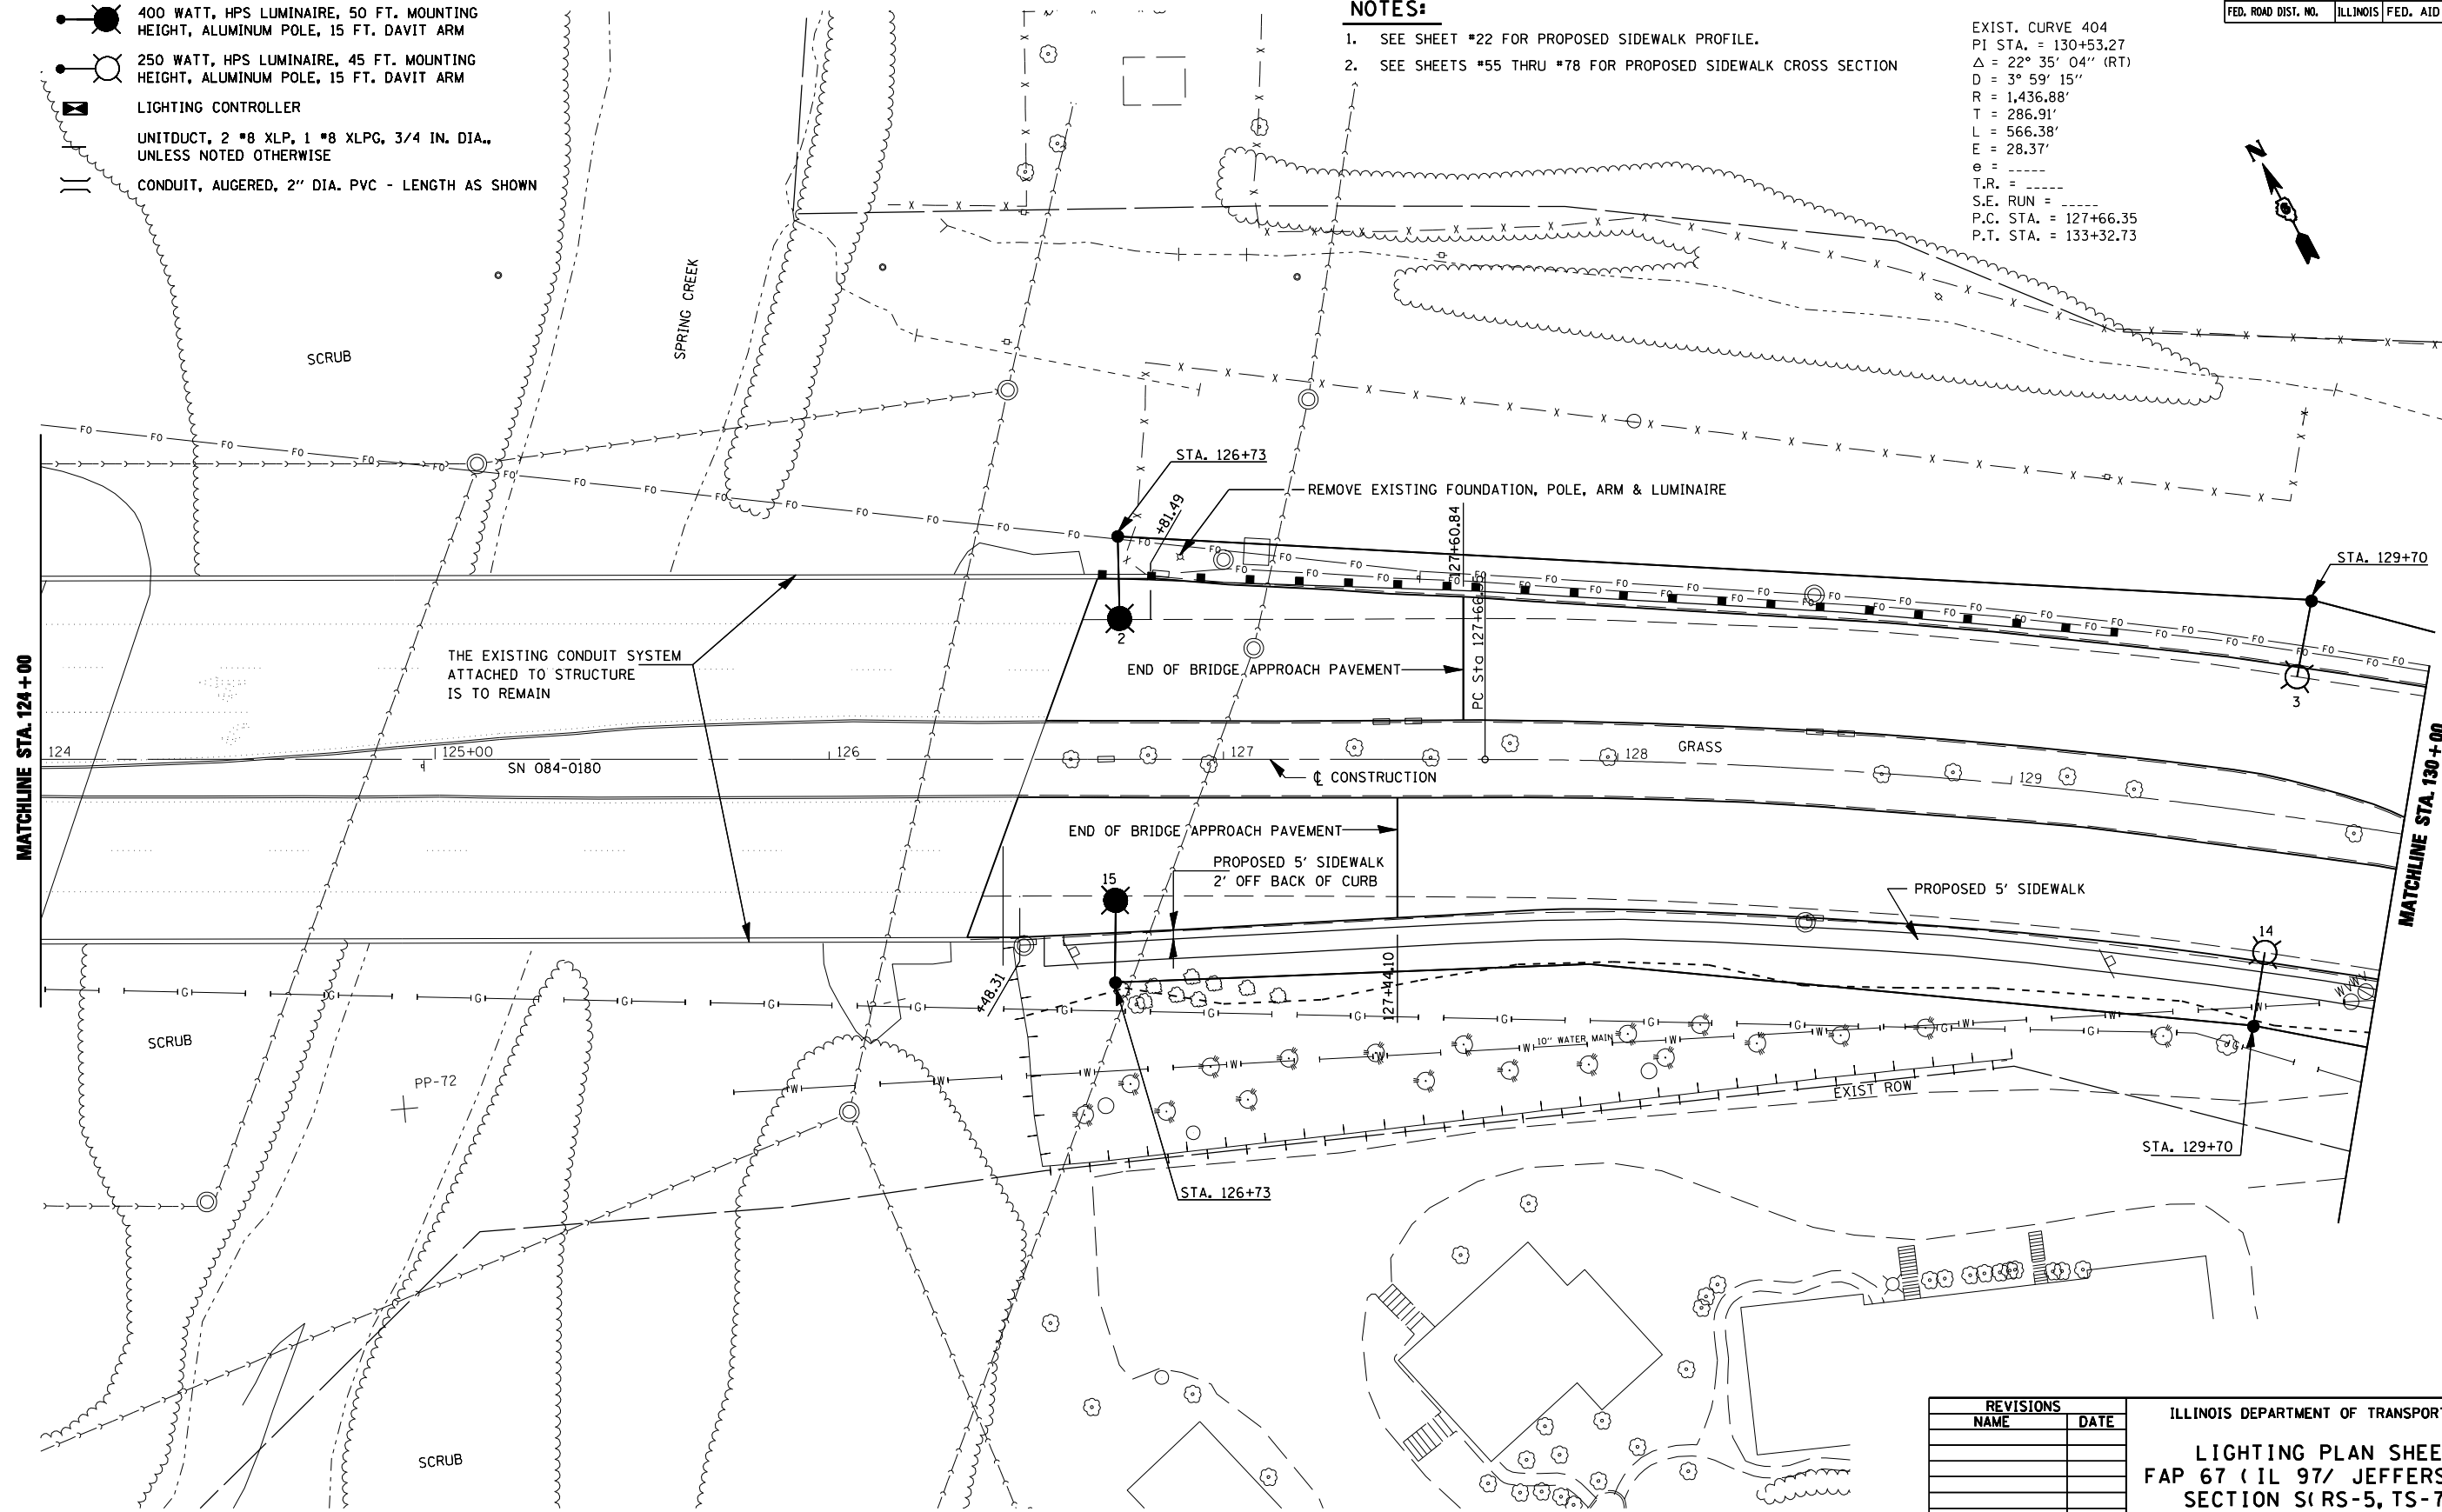 400 WATT, HPS LUMINAIRE, 50 FT. MOUNTING
HEIGHT, ALUMINUM POLE, 15 FT. DAVIT ARM
250 WATT, HPS LUMINAIRE, 45 FT. MOUNTING
HEIGHT, ALUMINUM POLE, 15 FT. DAVIT ARM
LIGHTING CONTROLLER
UNITDUCT, 2 #8 XLP, 1 #8 XLPG, 3/4 IN. DIA.,
UNLESS NOTED OTHERWISE
CONDUIT, AUGERED, 2" DIA. PVC - LENGTH AS SHOWN
NOTES:
1. SEE SHEET #22 FOR PROPOSED SIDEWALK PROFILE.
2. SEE SHEETS #55 THRU #78 FOR PROPOSED SIDEWALK CROSS SECTION
EXIST. CURVE 404
PI STA. = 130+53.27
Δ = 22° 35' 04" (RT)
D = 3° 59' 15"
R = 1,436.88'
T = 286.91'
L = 566.38'
E = 28.37'
e = _____
T.R. = _____
S.E. RUN = _____
P.C. STA. = 127+66.35
P.T. STA. = 133+32.73
FED. ROAD DIST. NO. ILLINOIS FED. AID
N
SCRUB
SPRING CREEK
STA. 126+73
+81.49
REMOVE EXISTING FOUNDATION, POLE, ARM & LUMINAIRE
127+60.84
STA. 129+70
2
3
THE EXISTING CONDUIT SYSTEM
ATTACHED TO STRUCTURE
IS TO REMAIN
END OF BRIDGE APPROACH PAVEMENT
PC Sta 127+66.35
MATCHLINE STA. 124+00
MATCHLINE STA. 130+00
124
125+00
126
127
128
129
GRASS
SN 084-0180
℄ CONSTRUCTION
END OF BRIDGE APPROACH PAVEMENT
PROPOSED 5' SIDEWALK
2' OFF BACK OF CURB
15
PROPOSED 5' SIDEWALK
14
+48.31
127+44.10
10" WATER MAIN
SCRUB
PP-72
EXIST ROW
STA. 129+70
STA. 126+73
SCRUB
REVISIONS
NAME DATE
ILLINOIS DEPARTMENT OF TRANSPORT
LIGHTING PLAN SHEE
FAP 67 (IL 97/ JEFFERS
SECTION S(RS-5, TS-7